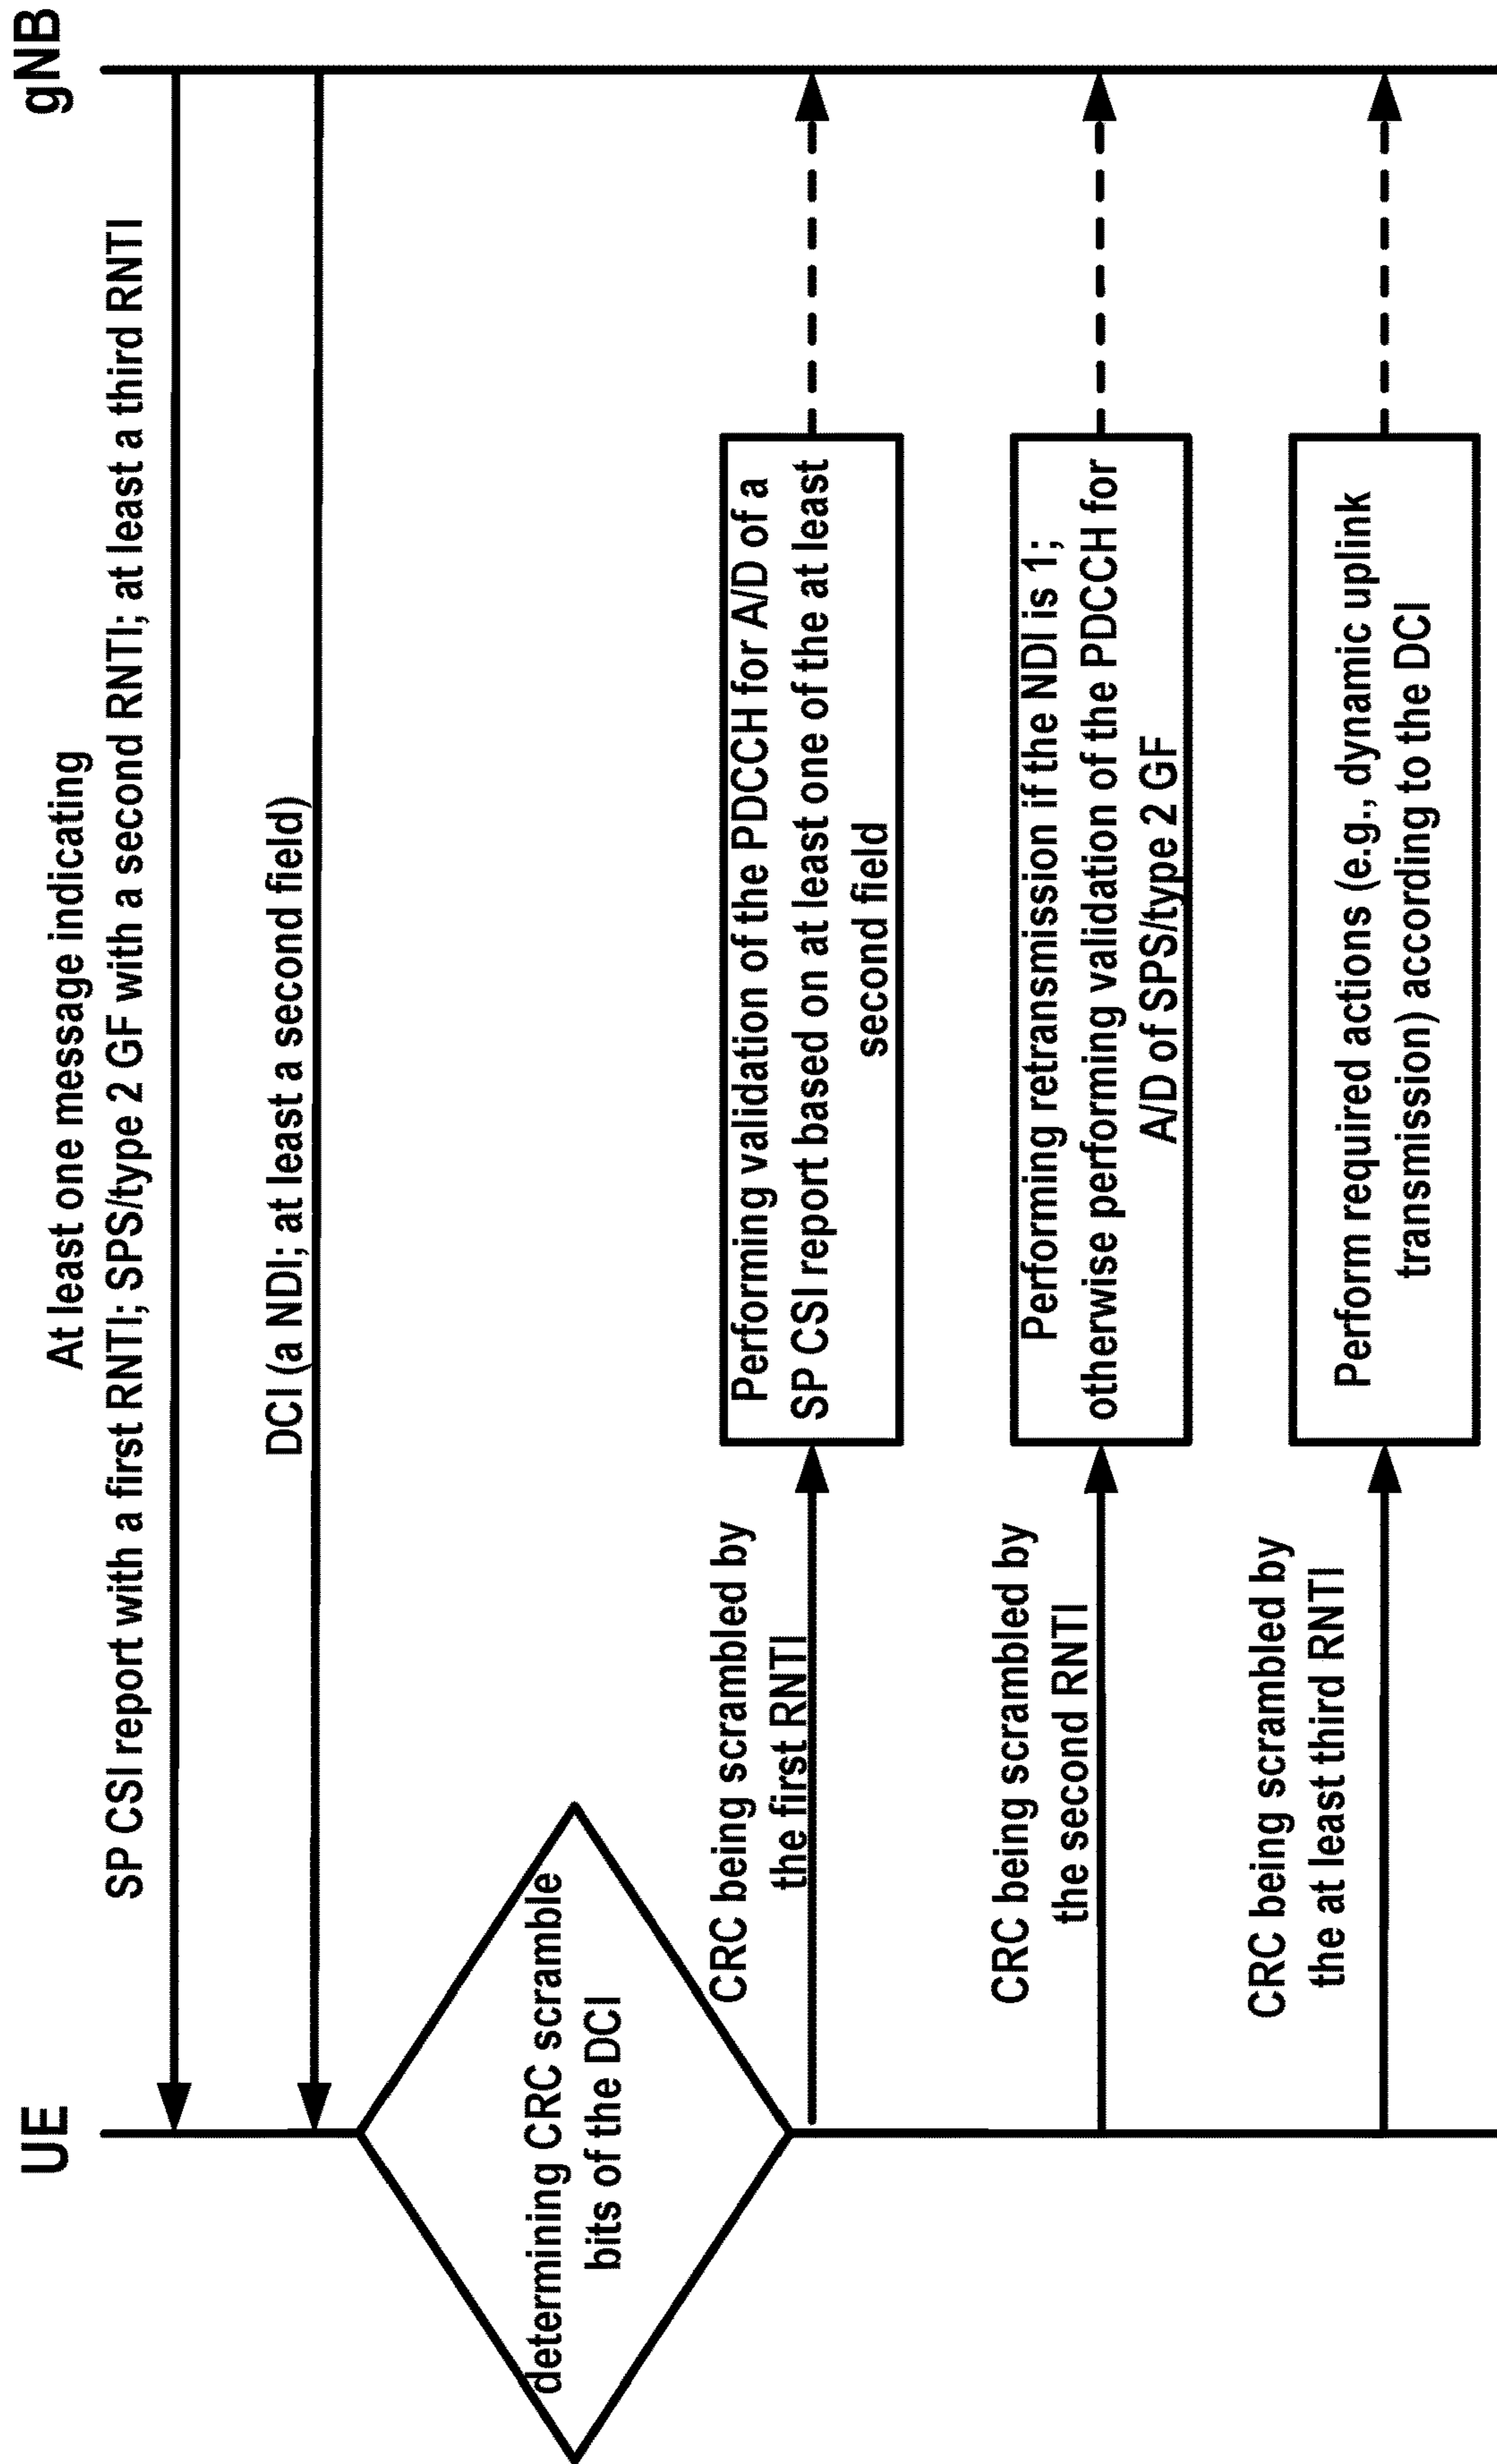 UE
gNB
At least one message indicating
SP CSI report with a first RNTI; SPS/type 2 GF with a second RNTI; at least a third RNTI
DCI (a NDI; at least a second field)
determining CRC scramble
bits of the DCI
CRC being scrambled by
the first RNTI
Performing validation of the PDCCH for A/D of a
SP CSI report based on at least one of the at least
second field
CRC being scrambled by
the second RNTI
Performing retransmission if the NDI is 1;
otherwise performing validation of the PDCCH for
A/D of SPS/type 2 GF
CRC being scrambled by
the at least third RNTI
Perform required actions (e.g., dynamic uplink
transmission) according to the DCI